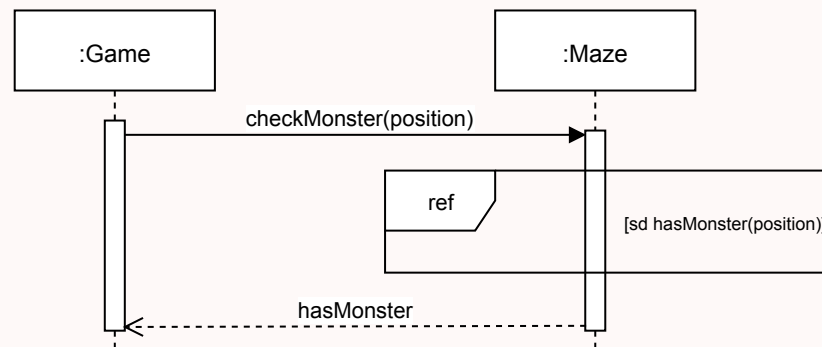 :Game
:Maze
checkMonster(position)
ref
[sd hasMonster(position)]
hasMonster